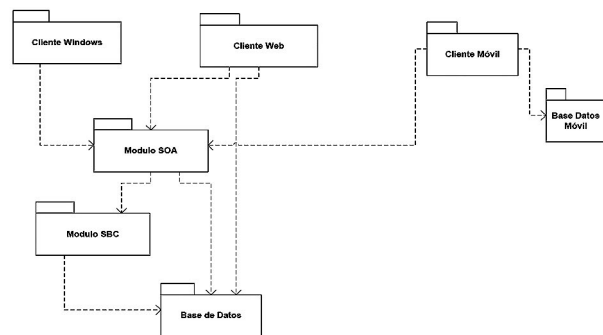 Cliente Windows
Cliente Web
Cliente Móvil
Base Datos
Móvil
Modulo SOA
Modulo SBC
Base de Datos